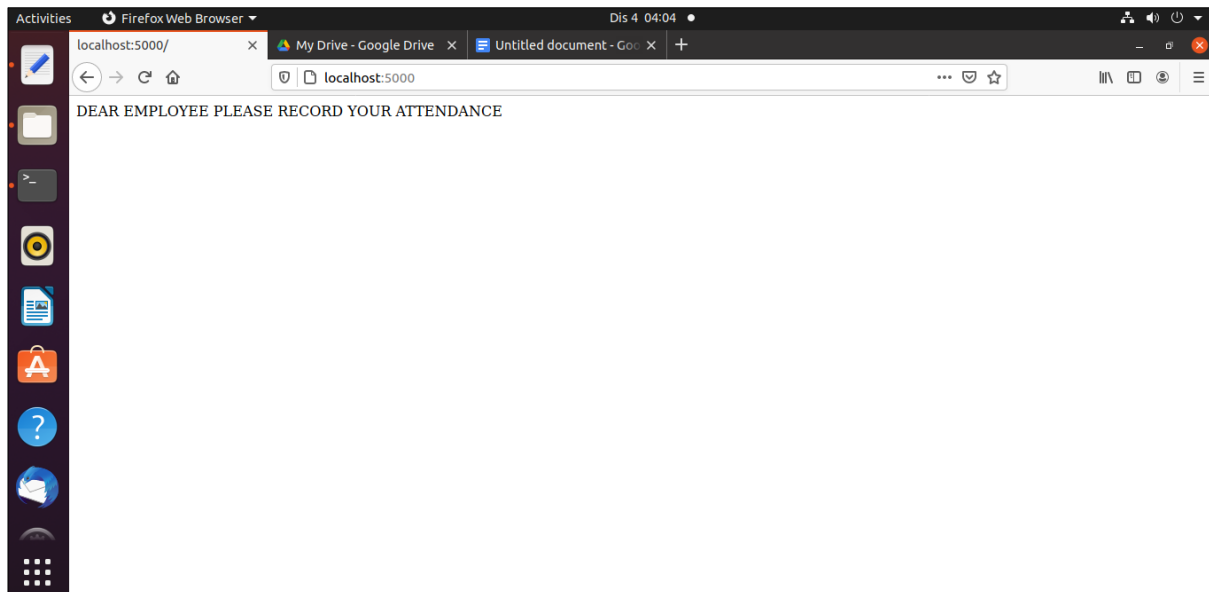 Activities Firefox Web Browser Dis 4 04:04
localhost:5000/ My Drive - Google Drive Untitled document - Goo
localhost:5000
DEAR EMPLOYEE PLEASE RECORD YOUR ATTENDANCE